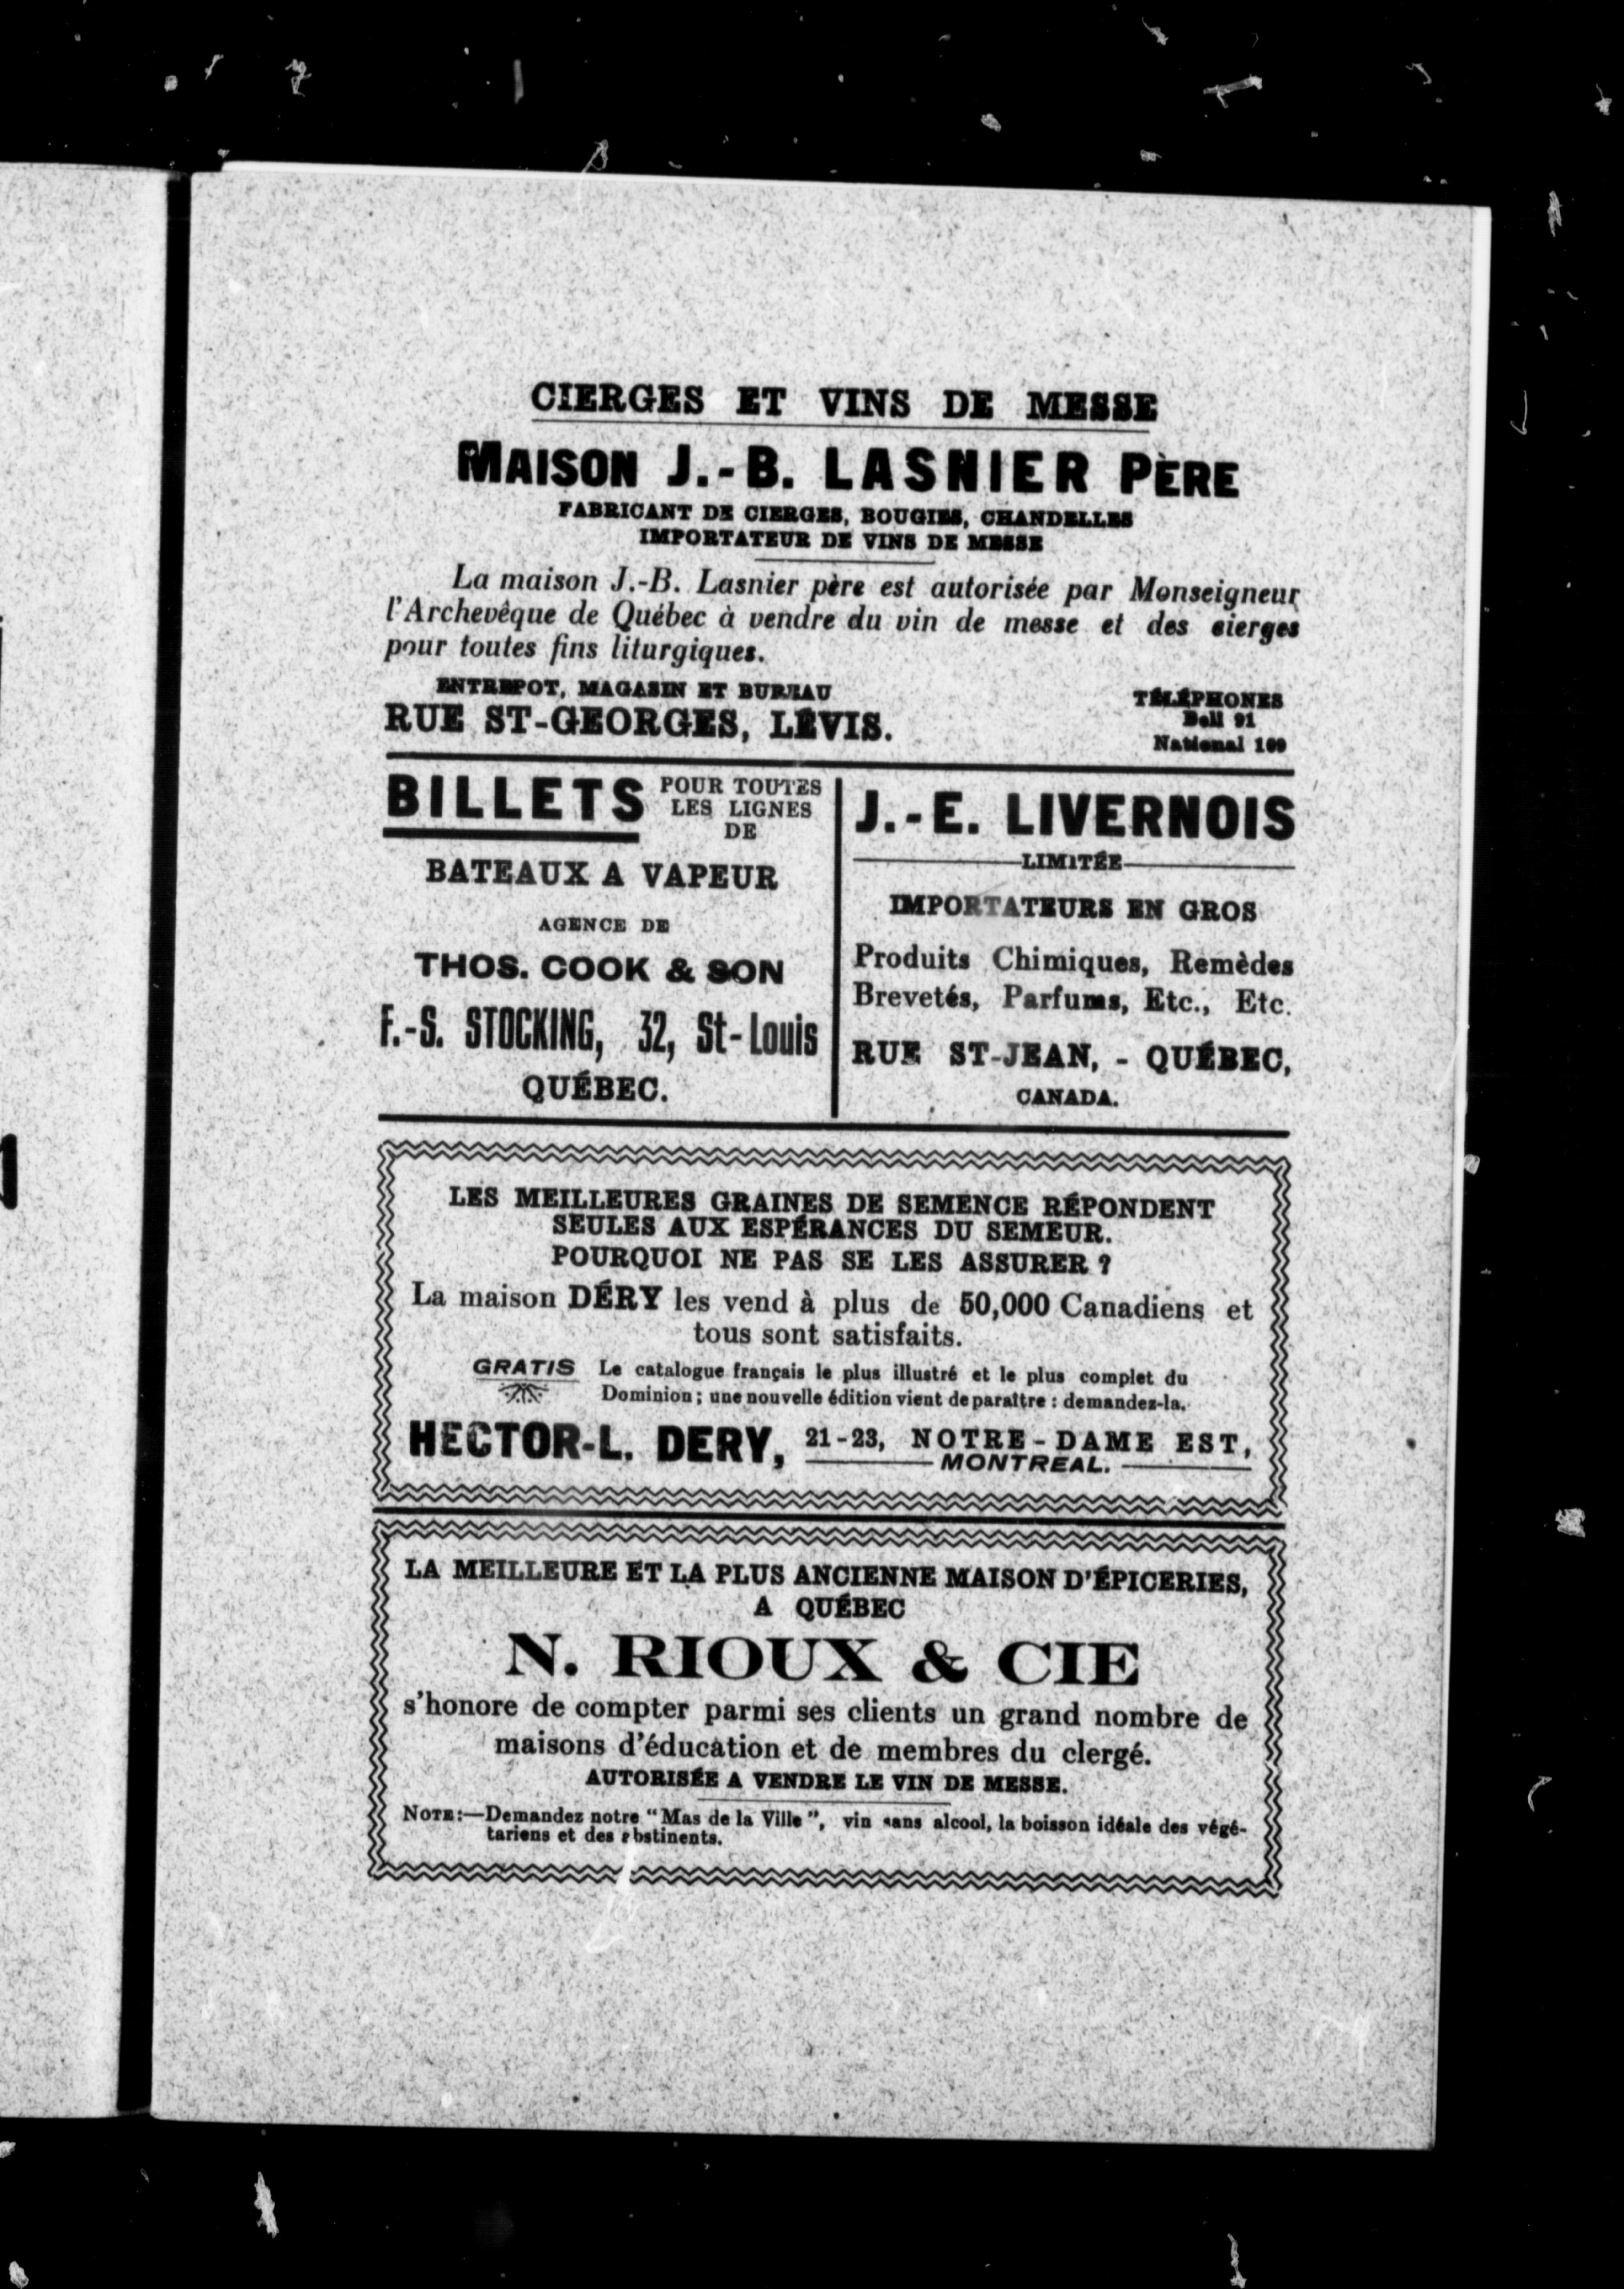 CIERGES ET VINS DE MESSE
MAISON J.-B. LASNIER PÈRE
FABRICANT DE CIERGES, BOUGIES, CHANDELLES
IMPORTATEUR DE VINS DE MESSE
La maison J.-B. Lasnier père est autorisée par Monseigneur
l'Archevêque de Québec à vendre du vin de messe et des cierges
pour toutes fins liturgiques.
ENTREPOT, MAGASIN ET BUREAU
RUE ST-GEORGES, LÉVIS.
TÉLÉPHONES
Bell 91
National 109
BILLETS POUR TOUTES
LES LIGNES
DE
BATEAUX A VAPEUR
AGENCE DE
THOS. COOK & SON
F.-S. STOCKING, 32, St-Louis
QUÉBEC.
J.-E. LIVERNOIS
LIMITÉE
IMPORTATEURS EN GROS
Produits Chimiques, Remèdes
Brevetés, Parfums, Etc., Etc.
RUE ST-JEAN, - QUÉBEC,
CANADA.
LES MEILLEURES GRAINES DE SEMENCE RÉPONDENT
SEULES AUX ESPÉRANCES DU SEMEUR.
POURQUOI NE PAS SE LES ASSURER ?
La maison DÉRY les vend à plus de 50,000 Canadiens et
tous sont satisfaits.
GRATIS Le catalogue français le plus illustré et le plus complet du
Dominion ; une nouvelle édition vient de paraître : demandez-la.
HECTOR-L. DERY, 21-23, NOTRE-DAME EST,
MONTREAL.
LA MEILLEURE ET LA PLUS ANCIENNE MAISON D'ÉPICERIES,
A QUÉBEC
N. RIOUX & CIE
s'honore de compter parmi ses clients un grand nombre de
maisons d'éducation et de membres du clergé.
AUTORISÉE A VENDRE LE VIN DE MESSE.
NOTE:—Demandez notre "Mas de la Ville", vin sans alcool, la boisson idéale des végé-
tariens et des abstinents.